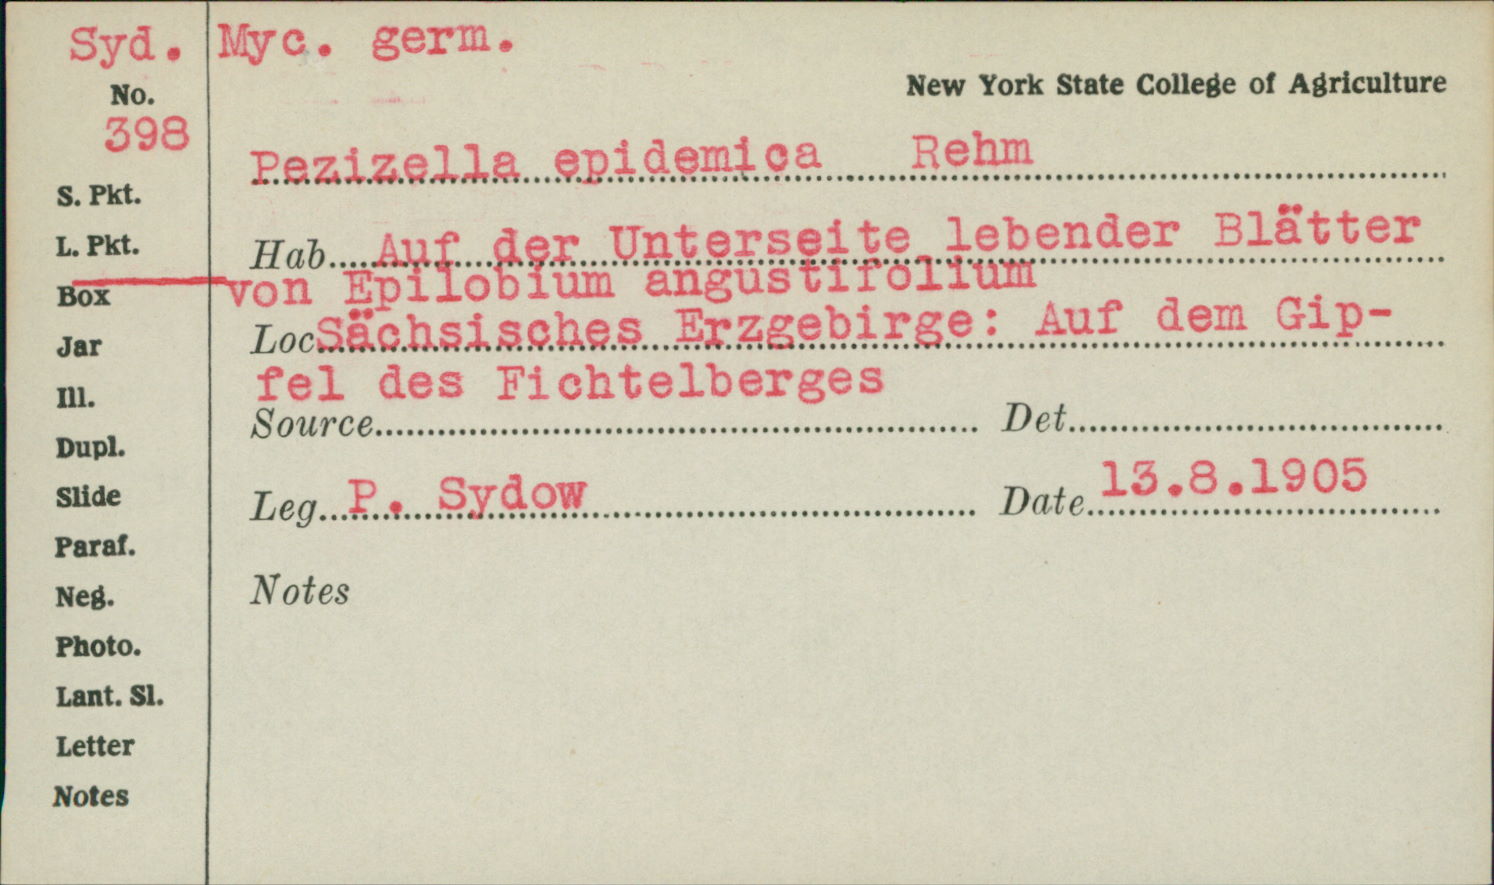 Syd. Myc. germ.
New York State College of Agriculture
No.
398
Pezizella epidemica Rehm
S. Pkt.
L. Pkt.
Hab. Auf der Unterseite lebender Blätter
von Epilobium angustifolium
Box
Loc Sächsisches Erzgebirge: Auf dem Gip-
fel des Fichtelberges
Jar
Ill.
Source Det.
Dupl.
Slide
Leg. P. Sydow Date 13.8.1905
Paraf.
Neg.
Notes
Photo.
Lant. Sl.
Letter
Notes